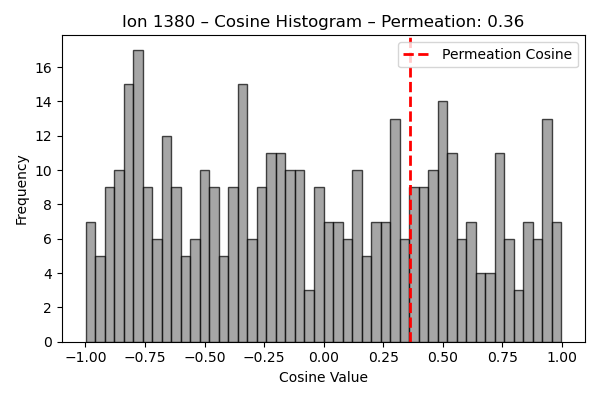 Ion 1380 – Cosine Histogram – Permeation: 0.36
Permeation Cosine
Frequency
16
14
12
10
8
6
4
2
0
−1.00 −0.75 −0.50 −0.25 0.00 0.25 0.50 0.75 1.00
Cosine Value